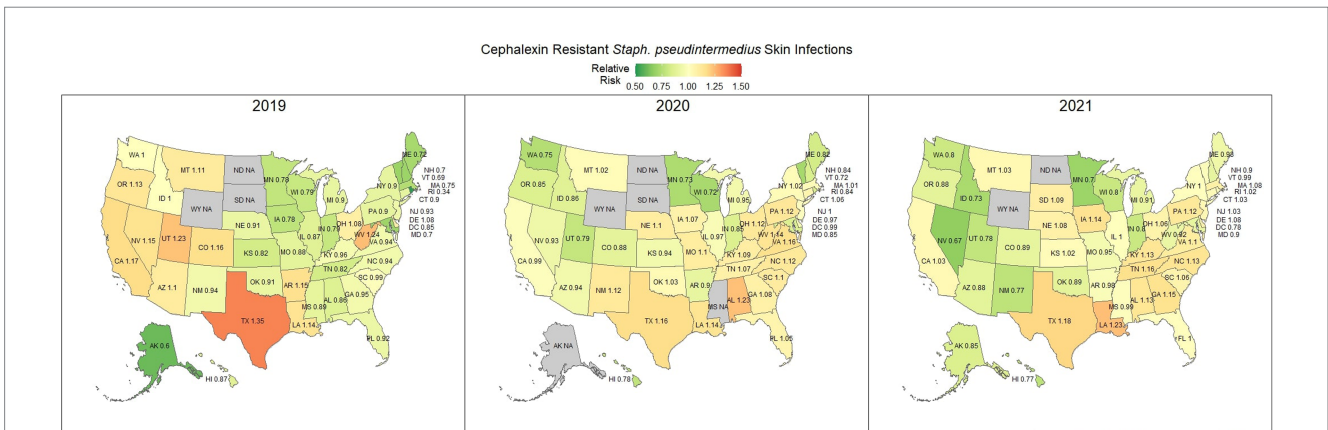 Cephalexin Resistant Staph. pseudintermedius Skin Infections
Relative Risk
0.50 0.75 1.00 1.25 1.50
2019
WA 1
MT 1.11
ND NA
MN 0.78
ME 0.72
OR 1.13
ID 1
SD NA
WI 0.79
NY 0.9
NH 0.7
VT 0.69
MA 0.75
RI 0.34
CT 0.9
WY NA
MI 0.9
IA 0.78
PA 0.9
NJ 0.93
DE 1.08
DC 0.85
MD 0.7
NV 1.15
UT 1.23
NE 0.91
IL 0.87
IN 0.79
OH 1.08
WV 1.24
VA 0.94
CA 1.17
CO 1.16
KS 0.82
MO 0.88
KY 0.96
NC 0.94
TN 0.82
AZ 1.1
NM 0.94
OK 0.91
AR 1.15
SC 0.99
MS 0.89
AL 0.86
GA 0.95
TX 1.35
LA 1.14
FL 0.92
AK 0.6
HI 0.87
2020
WA 0.75
MT 1.02
ND NA
MN 0.73
ME 0.82
OR 0.85
ID 0.86
SD NA
WI 0.72
NY 1.02
NH 0.84
VT 0.72
MA 1.01
RI 0.84
CT 1.06
WY NA
MI 0.95
IA 1.07
PA 1.12
NJ 1
DE 0.97
DC 0.99
MD 0.85
NV 0.93
UT 0.79
NE 1.1
IL 0.97
IN 0.85
OH 1.12
WV 1.14
VA 1.16
CA 0.99
CO 0.88
KS 0.94
MO 1.1
KY 1.09
NC 1.12
TN 1.07
AZ 0.94
NM 1.12
OK 1.03
AR 0.9
SC 1.1
MS NA
AL 1.23
GA 1.08
TX 1.16
LA 1.14
FL 1.05
AK NA
HI 0.78
2021
WA 0.8
MT 1.03
ND NA
MN 0.7
ME 0.93
OR 0.88
ID 0.73
SD 1.09
WI 0.8
NY 1
NH 0.9
VT 0.99
MA 1.08
RI 1.02
CT 1.03
WY NA
MI 0.91
IA 1.14
PA 1.12
NJ 1.03
DE 1.08
DC 0.78
MD 0.9
NV 0.67
UT 0.78
NE 1.08
IL 1
IN 0.8
OH 1.06
WV 0.92
VA 1.1
CA 1.03
CO 0.89
KS 1.02
MO 0.95
KY 1.13
NC 1.13
TN 1.16
AZ 0.88
NM 0.77
OK 0.89
AR 0.98
SC 1.06
MS 0.99
AL 1.13
GA 1.15
TX 1.18
LA 1.23
FL 1
AK 0.85
HI 0.77